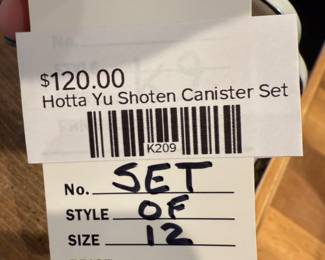 $120.00
Hotta Yu Shoten Canister Set
K209
No. SET
STYLE OF
SIZE 12